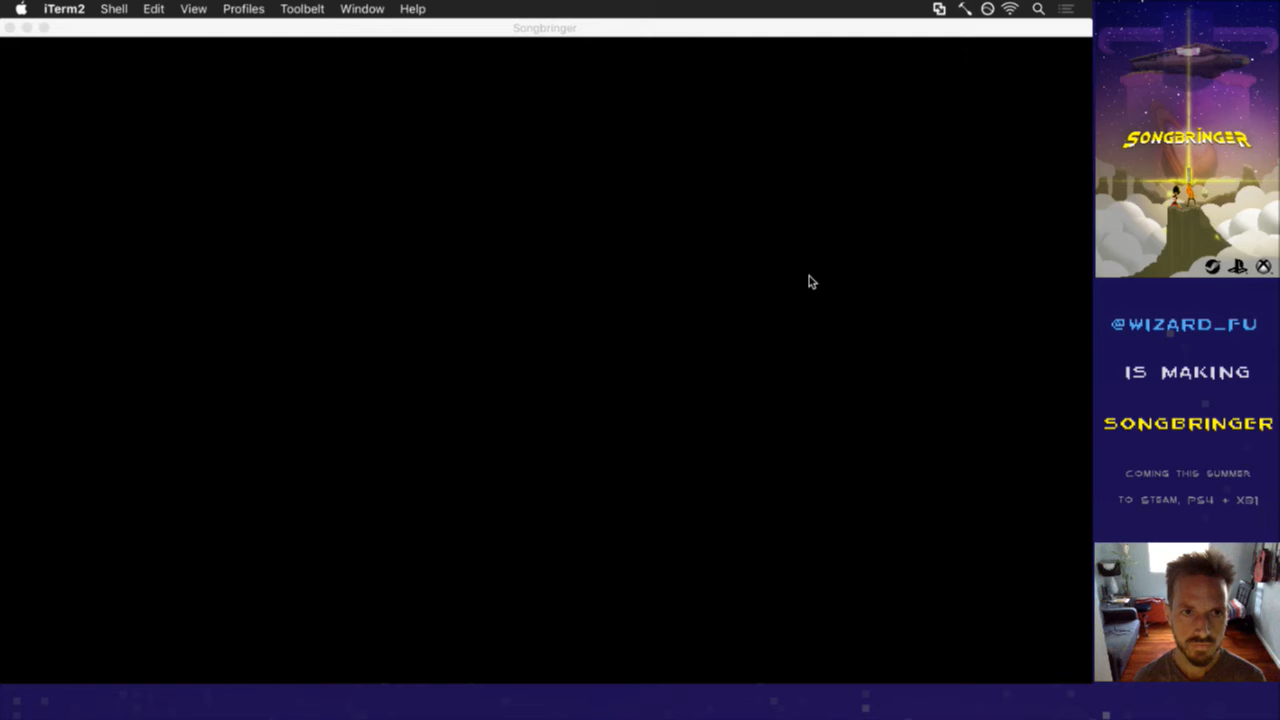 iTerm2 Shell Edit View Profiles Toolbelt Window Help
Songbringer
SONGBRINGER
@WIZARD_FU
IS MAKING
SONGBRINGER
COMING THIS SUMMER
TO STEAM, PS4 + XB1